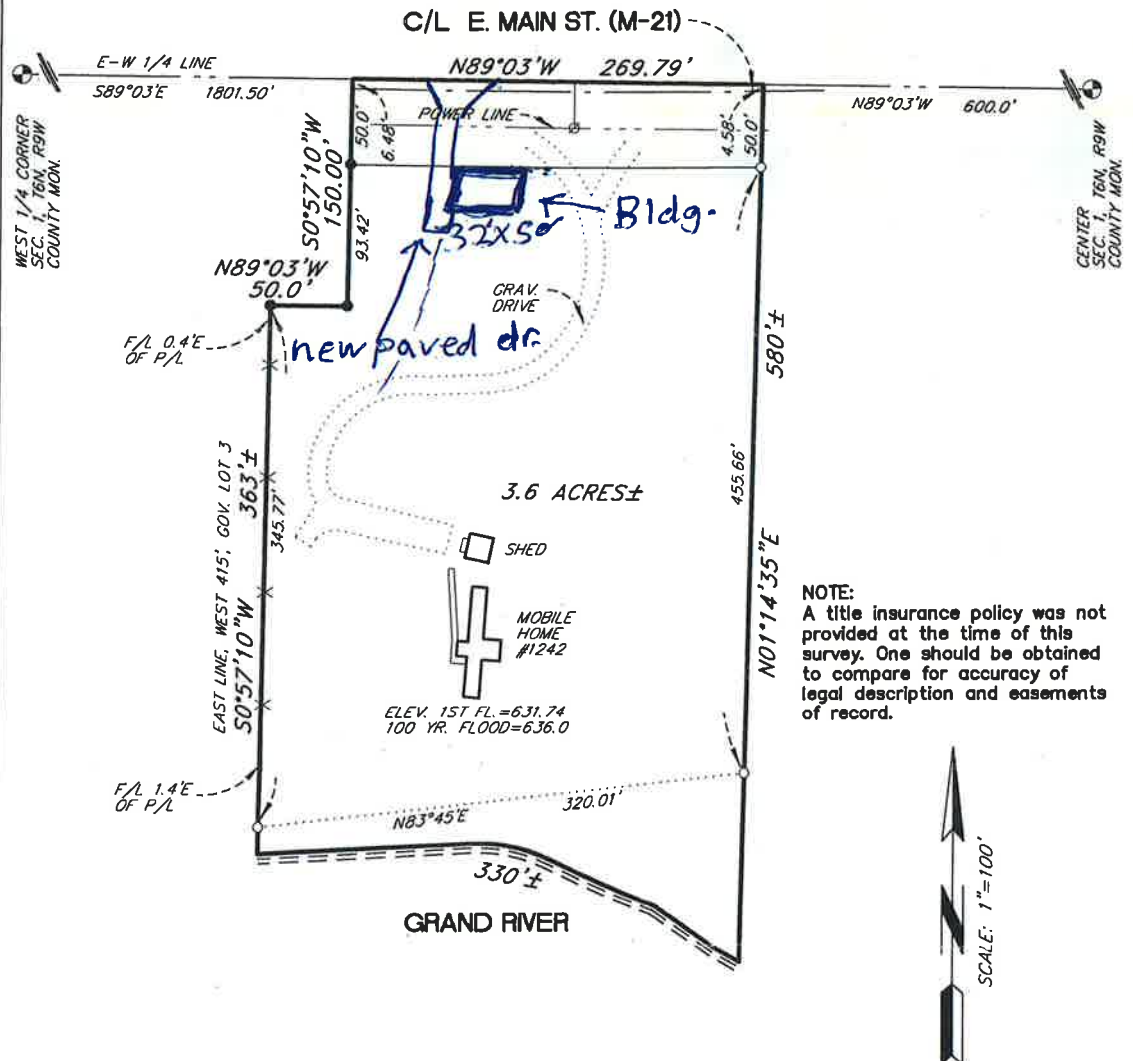 C/L E. MAIN ST. (M-21)
E-W 1/4 LINE
S89°03'E 1801.50'
N89°03'W 269.79'
N89°03'W 600.0'
WEST 1/4 CORNER
SEC. 1, T6N, R9W
COUNTY MON.
CENTER
SEC. 1, T6N, R9W
COUNTY MON.
POWER LINE
50.0'
6.48'
4.58'
50.0'
S0°57'10"W
150.00'
93.42'
Bldg.
32'X50'
N89°03'W
50.0'
GRAV.
DRIVE
F/L 0.4'E
OF P/L
new paved dr.
580'±
EAST LINE, WEST 415', GOV. LOT 3
S0°57'10"W 363'±
345.77'
3.6 ACRES±
455.66'
N01°14'35"E
SHED
MOBILE
HOME
#1242
ELEV. 1ST FL.=631.74
100 YR. FLOOD=636.0
NOTE:
A title insurance policy was not
provided at the time of this
survey. One should be obtained
to compare for accuracy of
legal description and easements
of record.
F/L 1.4'E
OF P/L
N83°45'E 320.01'
330'±
GRAND RIVER
N
SCALE: 1"=100'